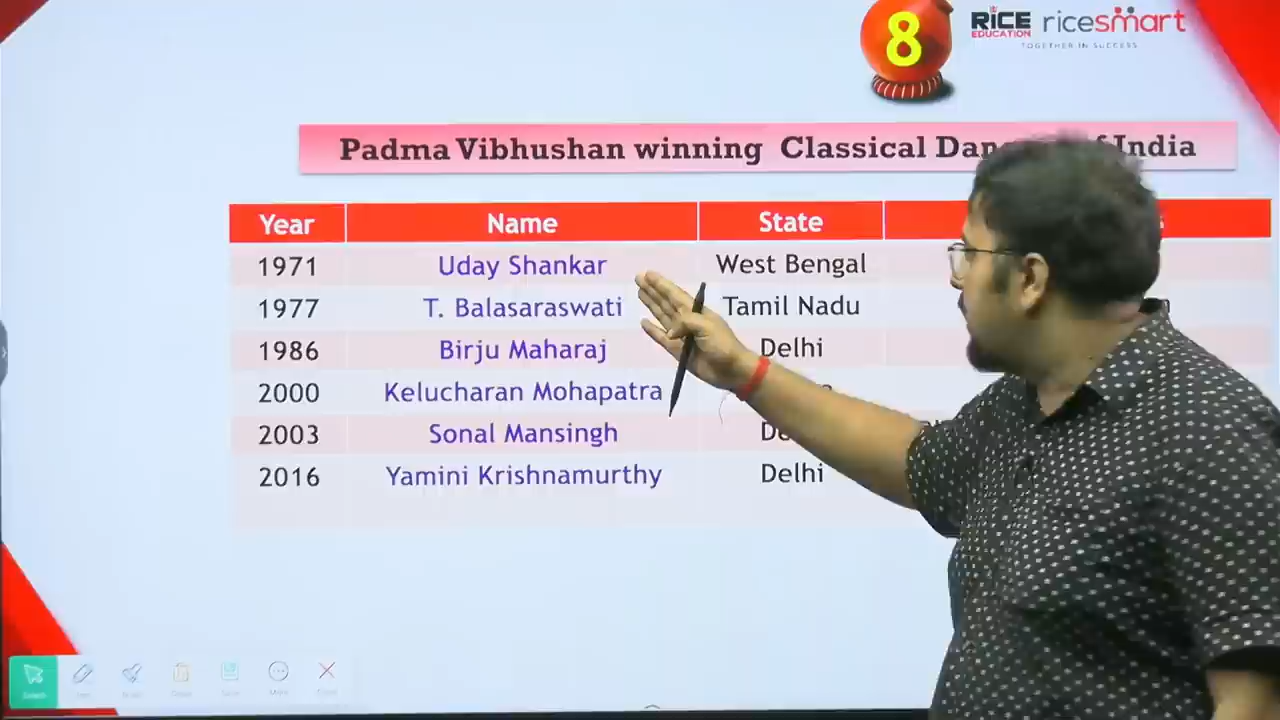 8
RICE
EDUCATION
ricesmart
TOGETHER IN SUCCESS
Padma Vibhushan winning Classical India
Year Name State
1971 Uday Shankar West Bengal
1977 T. Balasaraswati Tamil Nadu
1986 Birju Maharaj Delhi
2000 Kelucharan Mohapatra
2003 Sonal Mansingh
2016 Yamini Krishnamurthy Delhi